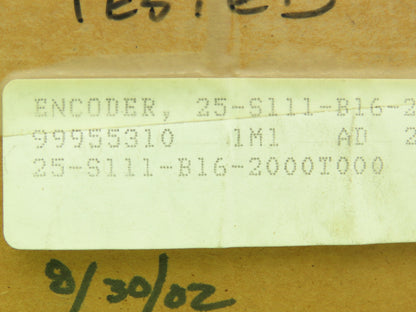 TESTED
ENCODER, 25-S111-B16-2
99955310 1M1 AD 2
25-S111-B16-2000T000
8/30/02